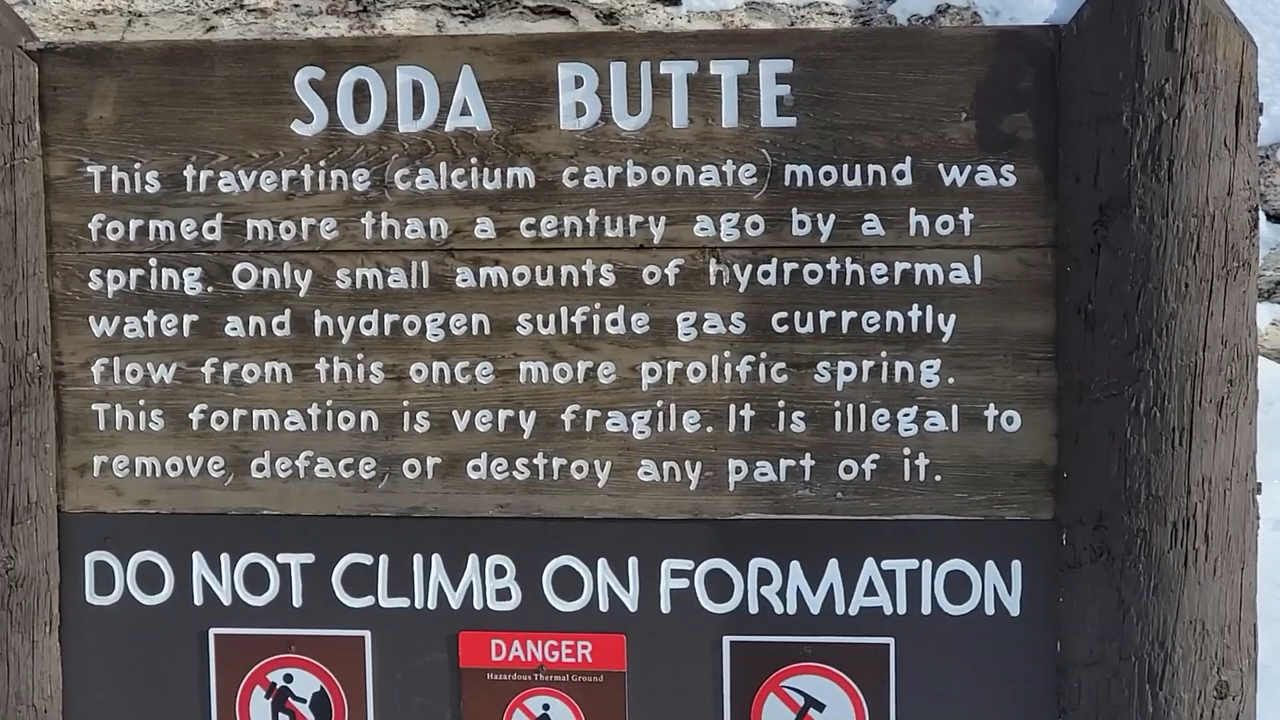 SODA BUTTE
This travertine (calcium carbonate) mound was
formed more than a century ago by a hot
spring. Only small amounts of hydrothermal
water and hydrogen sulfide gas currently
flow from this once more prolific spring.
This formation is very fragile. It is illegal to
remove, deface, or destroy any part of it.
DO NOT CLIMB ON FORMATION
DANGER
Hazardous Thermal Ground